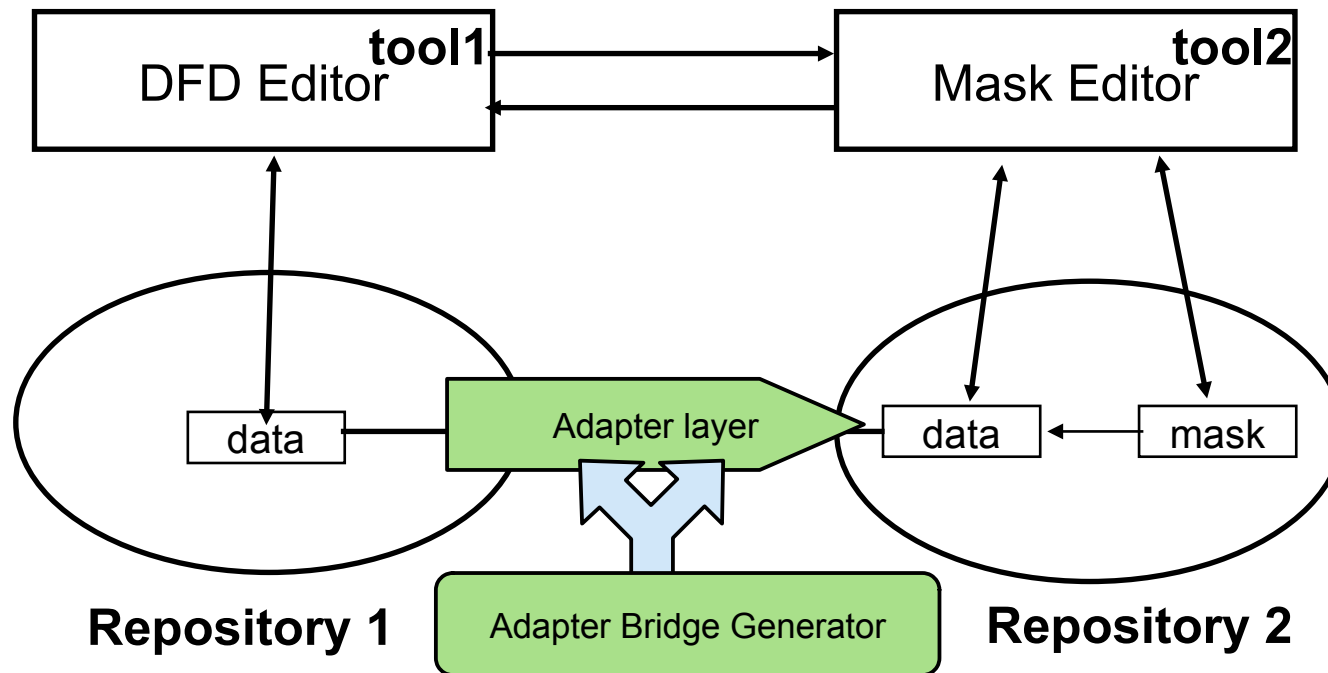 tool1
DFD Editor
tool2
Mask Editor
data
Adapter layer
data
mask
Adapter Bridge Generator
Repository 1
Repository 2